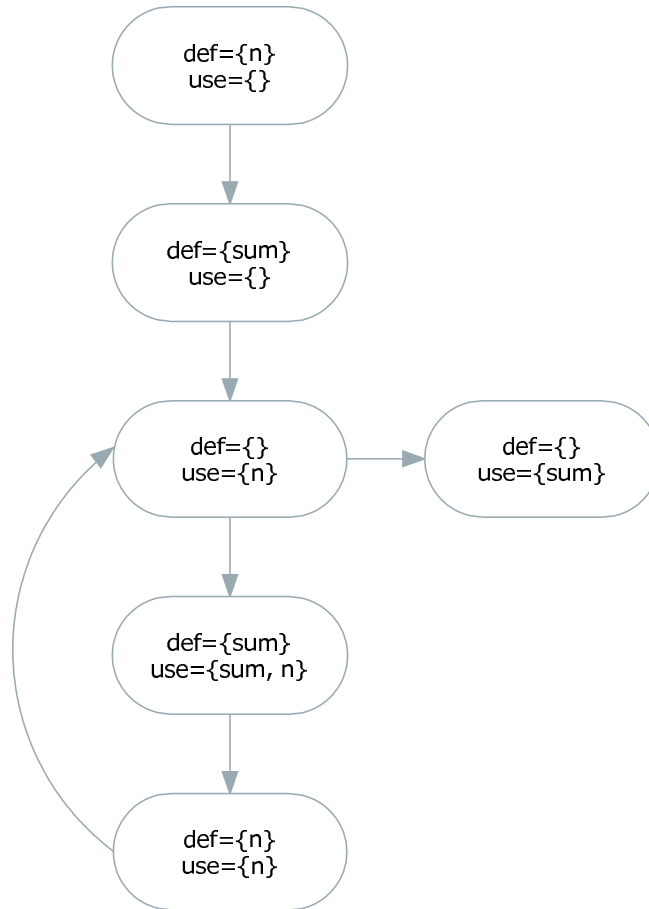 def={n}
use={}
def={sum}
use={}
def={}
use={n}
def={}
use={sum}
def={sum}
use={sum, n}
def={n}
use={n}